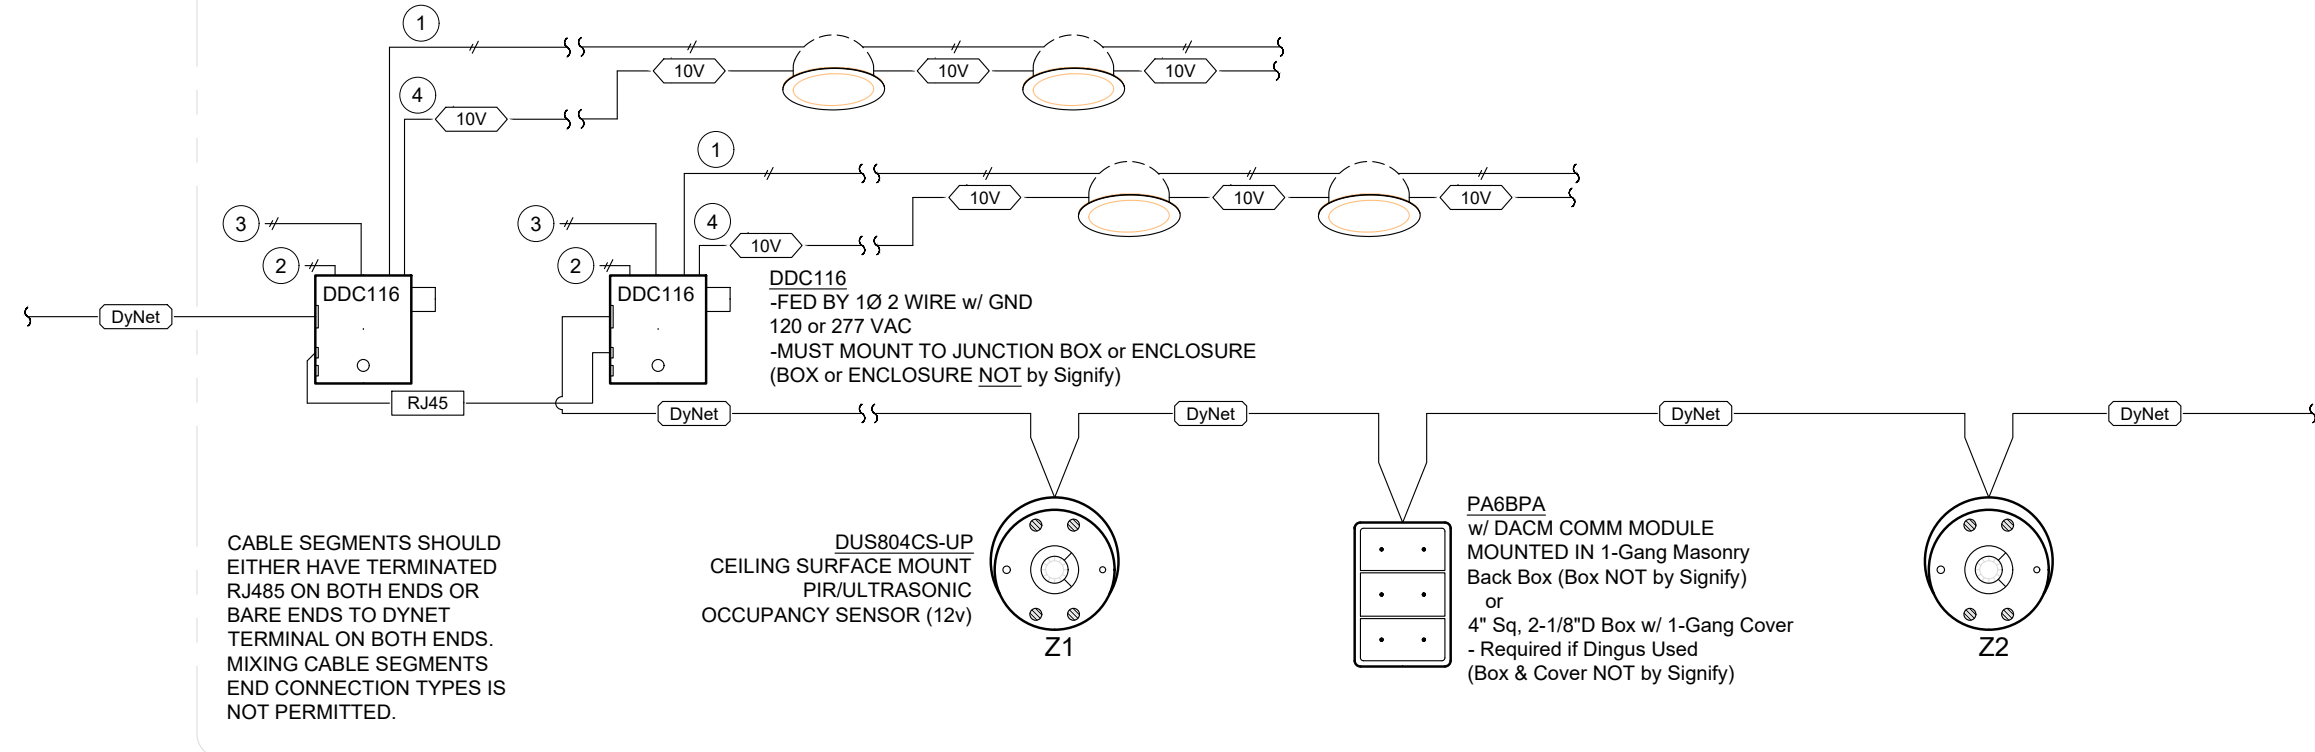 1
10V
10V
10V
4
10V
1
10V
10V
10V
3
3
4
10V
2
2
DDC116
DDC116
DyNet
DDC116
-FED BY 1Ø 2 WIRE w/ GND
120 or 277 VAC
-MUST MOUNT TO JUNCTION BOX or ENCLOSURE
(BOX or ENCLOSURE NOT by Signify)
RJ45
DyNet
DyNet
DyNet
DyNet
CABLE SEGMENTS SHOULD
EITHER HAVE TERMINATED
RJ485 ON BOTH ENDS OR
BARE ENDS TO DYNET
TERMINAL ON BOTH ENDS.
MIXING CABLE SEGMENTS
END CONNECTION TYPES IS
NOT PERMITTED.
DUS804CS-UP
CEILING SURFACE MOUNT
PIR/ULTRASONIC
OCCUPANCY SENSOR (12v)
Z1
PA6BPA
w/ DACM COMM MODULE
MOUNTED IN 1-Gang Masonry
Back Box (Box NOT by Signify)
or
4" Sq, 2-1/8"D Box w/ 1-Gang Cover
- Required if Dingus Used
(Box & Cover NOT by Signify)
Z2